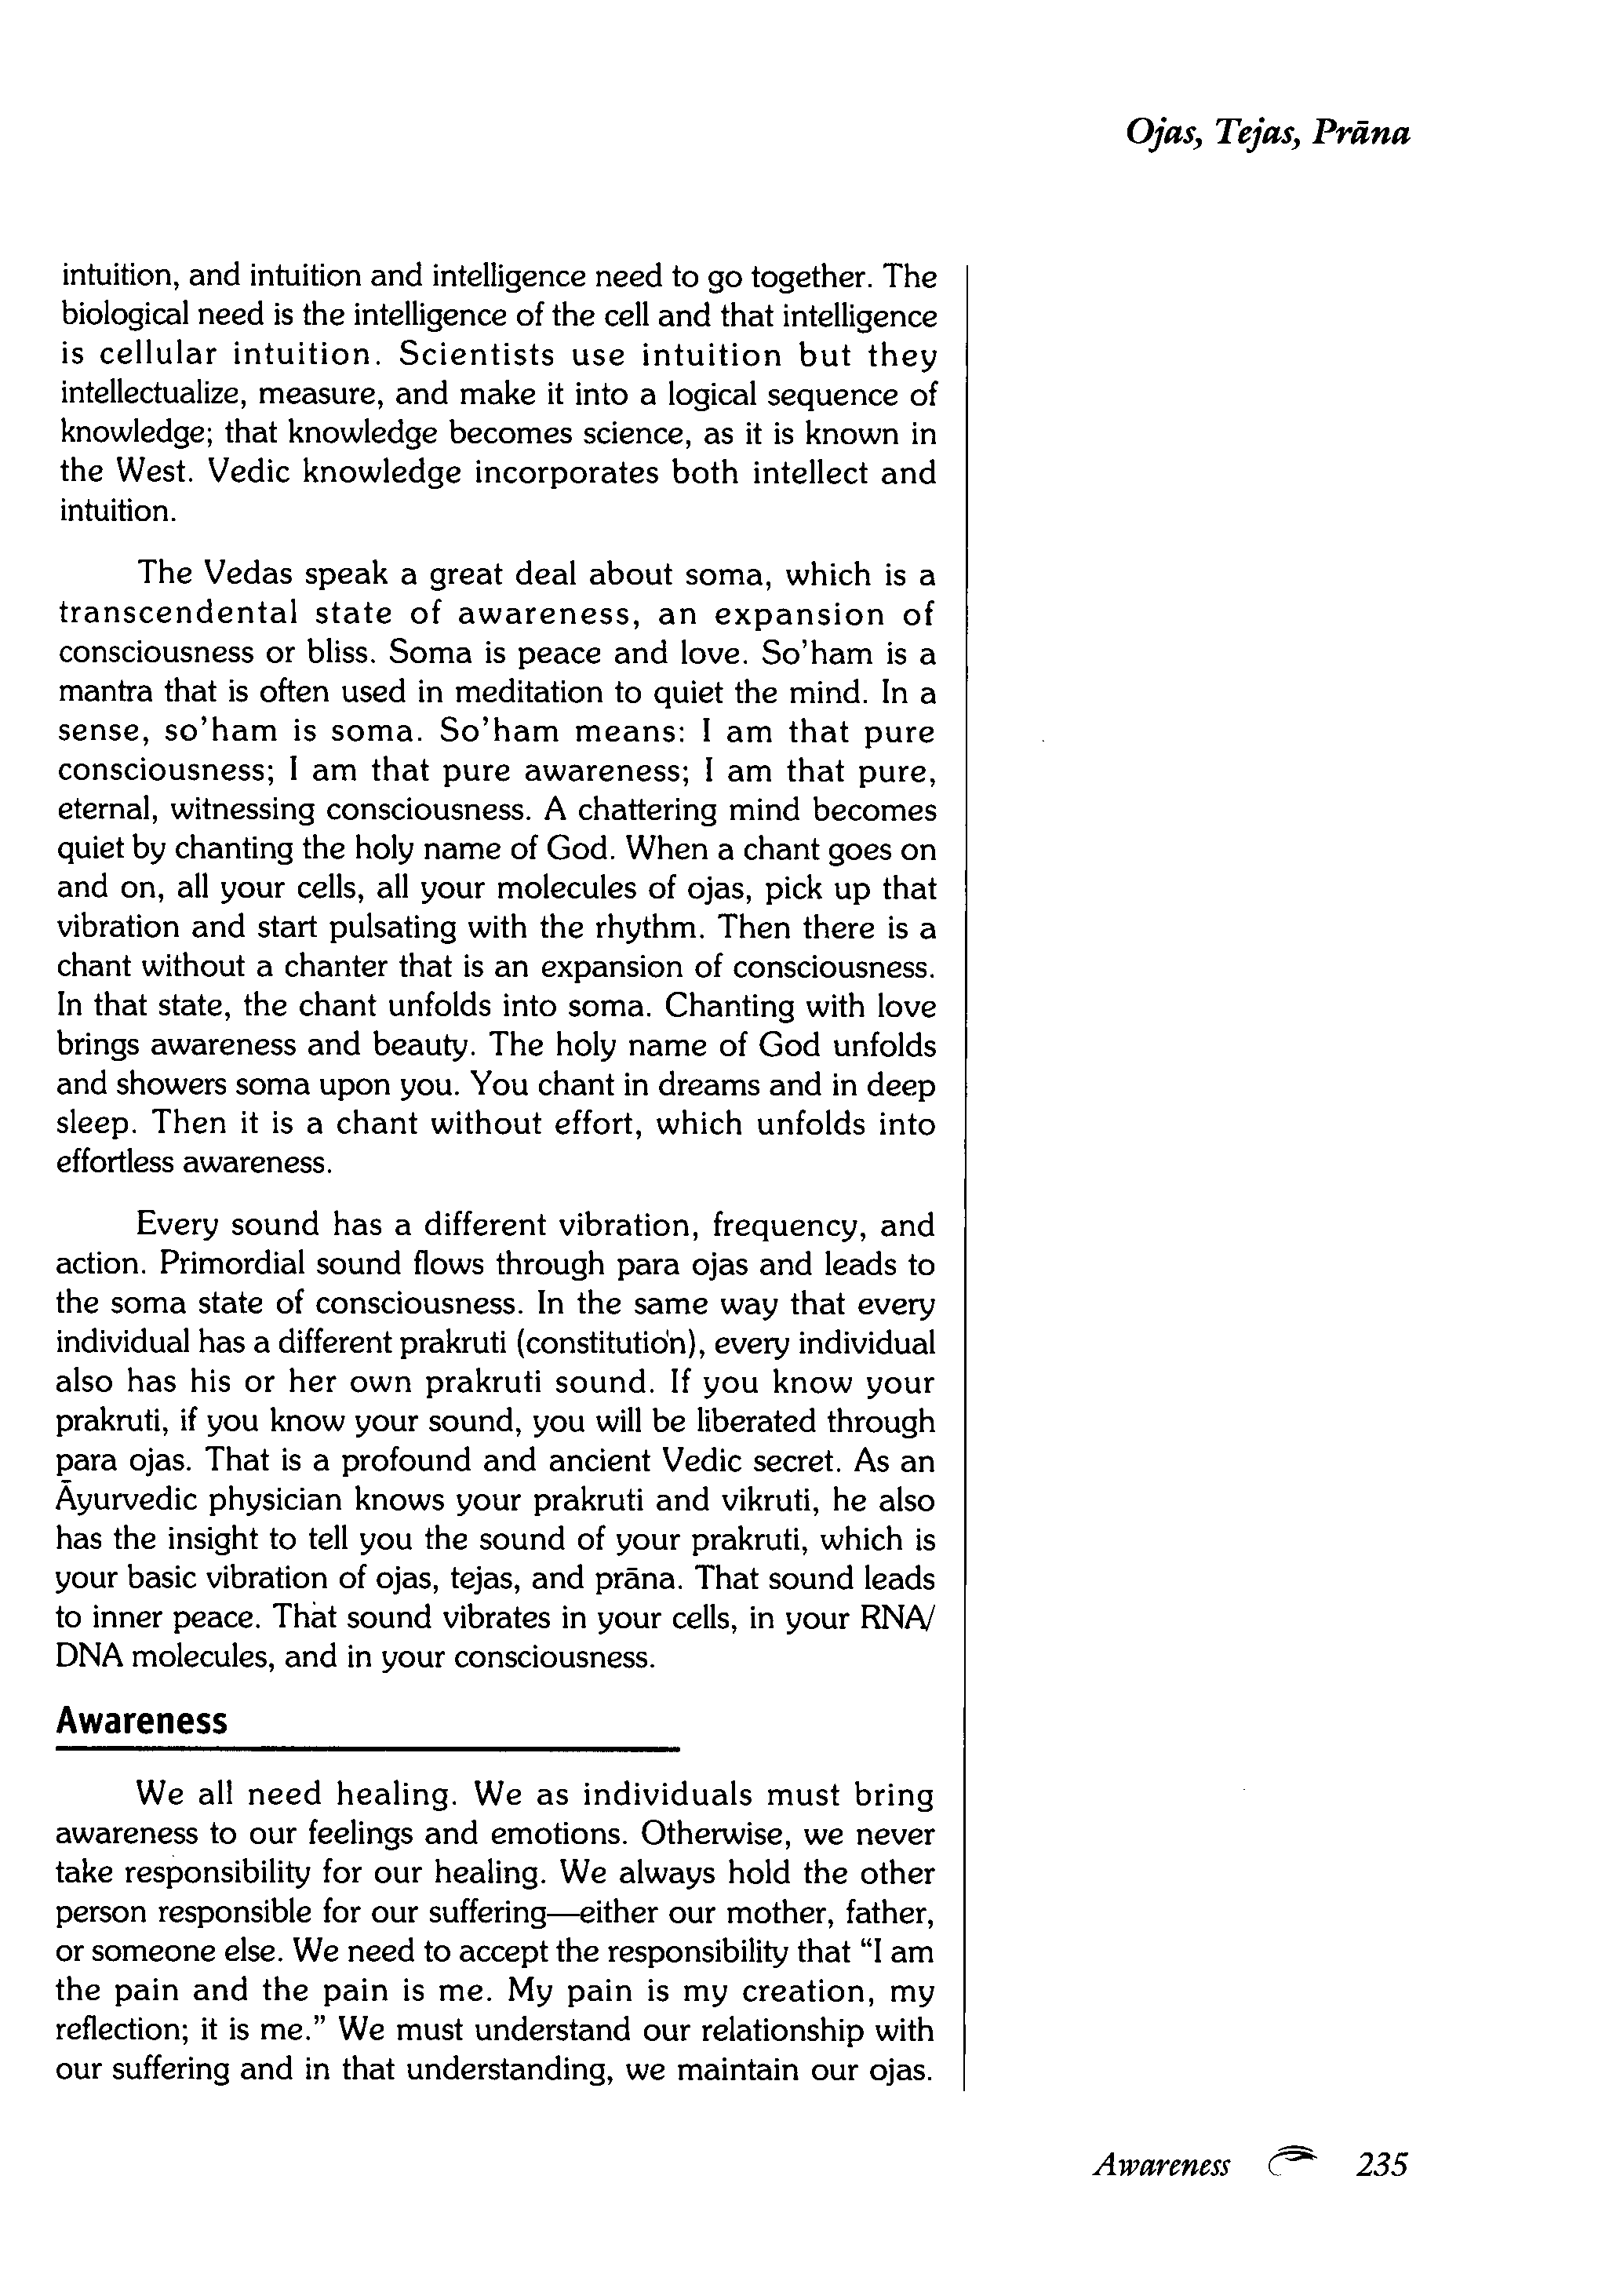 Ojas, Tejas, Prāna
intuition, and intuition and intelligence need to go together. The
biological need is the intelligence of the cell and that intelligence
is cellular intuition. Scientists use intuition but they
intellectualize, measure, and make it into a logical sequence of
knowledge; that knowledge becomes science, as it is known in
the West. Vedic knowledge incorporates both intellect and
intuition.
The Vedas speak a great deal about soma, which is a
transcendental state of awareness, an expansion of
consciousness or bliss. Soma is peace and love. So’ham is a
mantra that is often used in meditation to quiet the mind. In a
sense, so’ham is soma. So’ham means: I am that pure
consciousness; I am that pure awareness; I am that pure,
eternal, witnessing consciousness. A chattering mind becomes
quiet by chanting the holy name of God. When a chant goes on
and on, all your cells, all your molecules of ojas, pick up that
vibration and start pulsating with the rhythm. Then there is a
chant without a chanter that is an expansion of consciousness.
In that state, the chant unfolds into soma. Chanting with love
brings awareness and beauty. The holy name of God unfolds
and showers soma upon you. You chant in dreams and in deep
sleep. Then it is a chant without effort, which unfolds into
effortless awareness.
Every sound has a different vibration, frequency, and
action. Primordial sound flows through para ojas and leads to
the soma state of consciousness. In the same way that every
individual has a different prakruti (constitution), every individual
also has his or her own prakruti sound. If you know your
prakruti, if you know your sound, you will be liberated through
para ojas. That is a profound and ancient Vedic secret. As an
Āyurvedic physician knows your prakruti and vikruti, he also
has the insight to tell you the sound of your prakruti, which is
your basic vibration of ojas, tejas, and prāna. That sound leads
to inner peace. That sound vibrates in your cells, in your RNA/
DNA molecules, and in your consciousness.
Awareness
We all need healing. We as individuals must bring
awareness to our feelings and emotions. Otherwise, we never
take responsibility for our healing. We always hold the other
person responsible for our suffering—either our mother, father,
or someone else. We need to accept the responsibility that “I am
the pain and the pain is me. My pain is my creation, my
reflection; it is me.” We must understand our relationship with
our suffering and in that understanding, we maintain our ojas.
Awareness 235